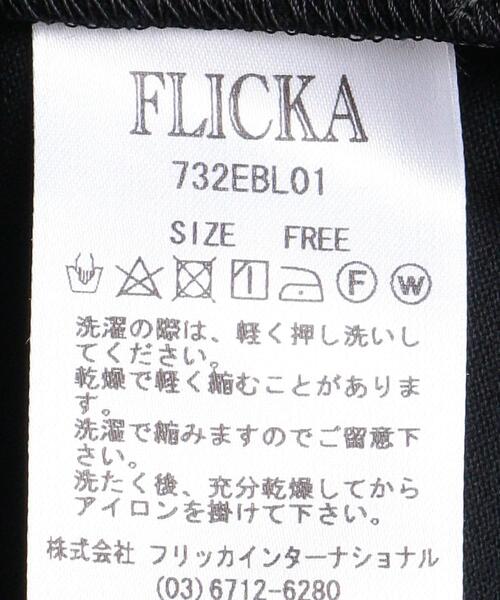 FLICKA
732EBL01
SIZE FREE
F W
洗濯の際は、軽く押し洗いし
てください。
乾燥で軽く縮むことがありま
す。
洗濯で縮みますのでご留意下
さい。
洗たく後、充分乾燥してから
アイロンを掛けて下さい。
株式会社 フリッカインターナショナル
(03)6712-6280